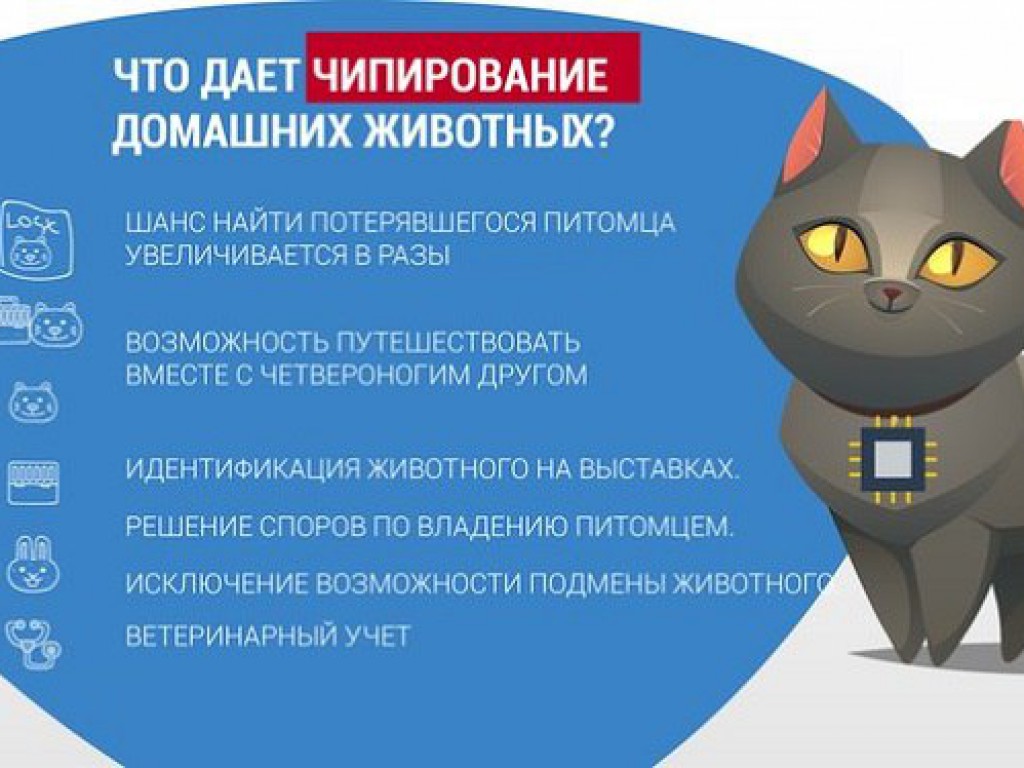 ЧТО ДАЕТ ЧИПИРОВАНИЕ
ДОМАШНИХ ЖИВОТНЫХ?
ШАНС НАЙТИ ПОТЕРЯВШЕГОСЯ ПИТОМЦА
УВЕЛИЧИВАЕТСЯ В РАЗЫ
ВОЗМОЖНОСТЬ ПУТЕШЕСТВОВАТЬ
ВМЕСТЕ С ЧЕТВЕРОНОГИМ ДРУГОМ
ИДЕНТИФИКАЦИЯ ЖИВОТНОГО НА ВЫСТАВКАХ.
РЕШЕНИЕ СПОРОВ ПО ВЛАДЕНИЮ ПИТОМЦЕМ.
ИСКЛЮЧЕНИЕ ВОЗМОЖНОСТИ ПОДМЕНЫ ЖИВОТНОГО
ВЕТЕРИНАРНЫЙ УЧЕТ